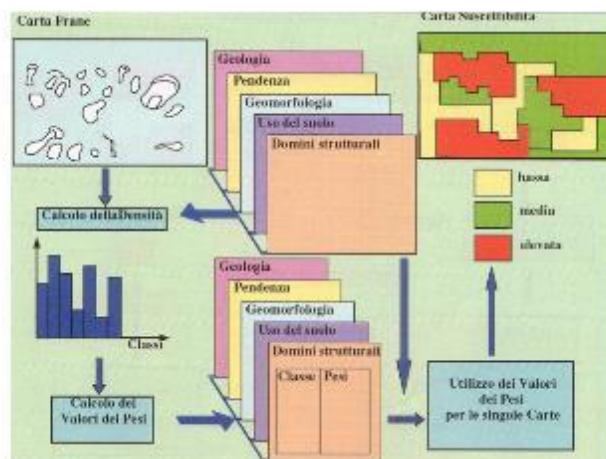 Carta Frane
Carta Suscettibilità
Geologia
Pendenza
Geomorfologia
Uso del suolo
Domini strutturali
bassa
media
elevata
Calcolo dellaDensità
Classi
Geologia
Pendenza
Geomorfologia
Uso del suolo
Domini strutturali
Classe Pesi
Calcolo dei
Valori dei Pesi
Utilizzo dei Valori
dei Pesi
per le singole Carte